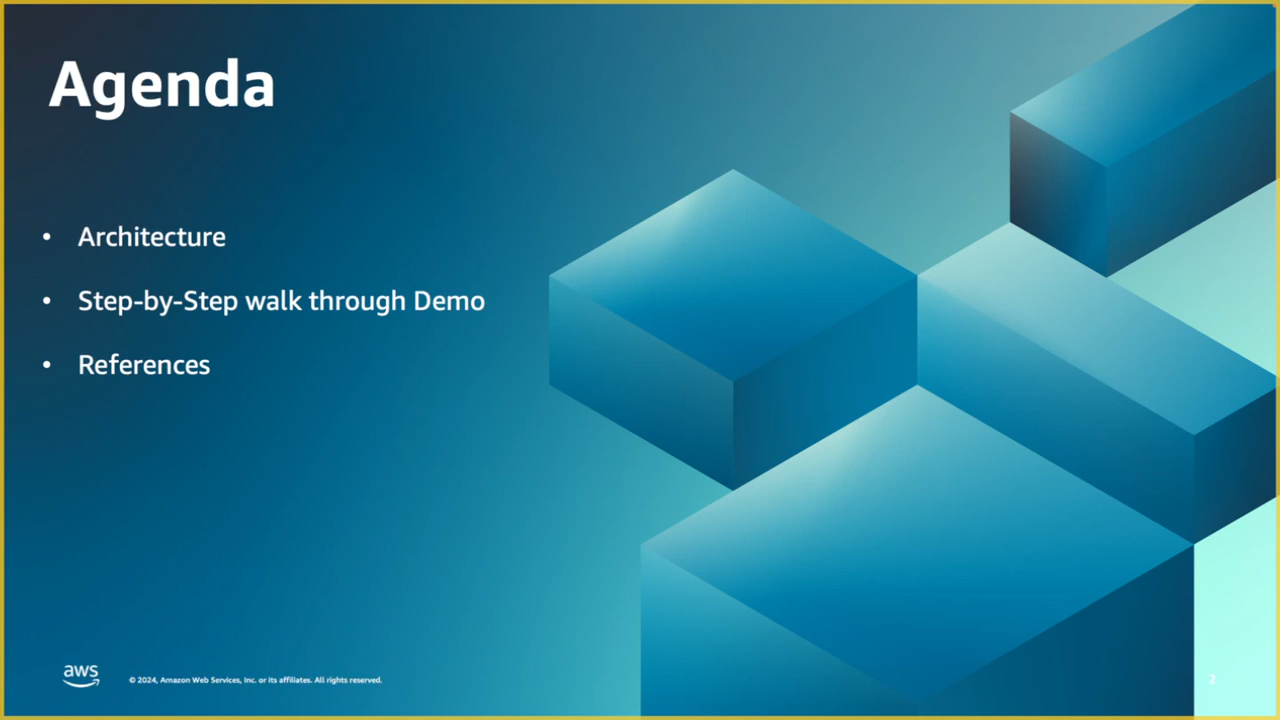 Agenda
• Architecture
• Step-by-Step walk through Demo
• References
aws
© 2024, Amazon Web Services, Inc. or its affiliates. All rights reserved.
2